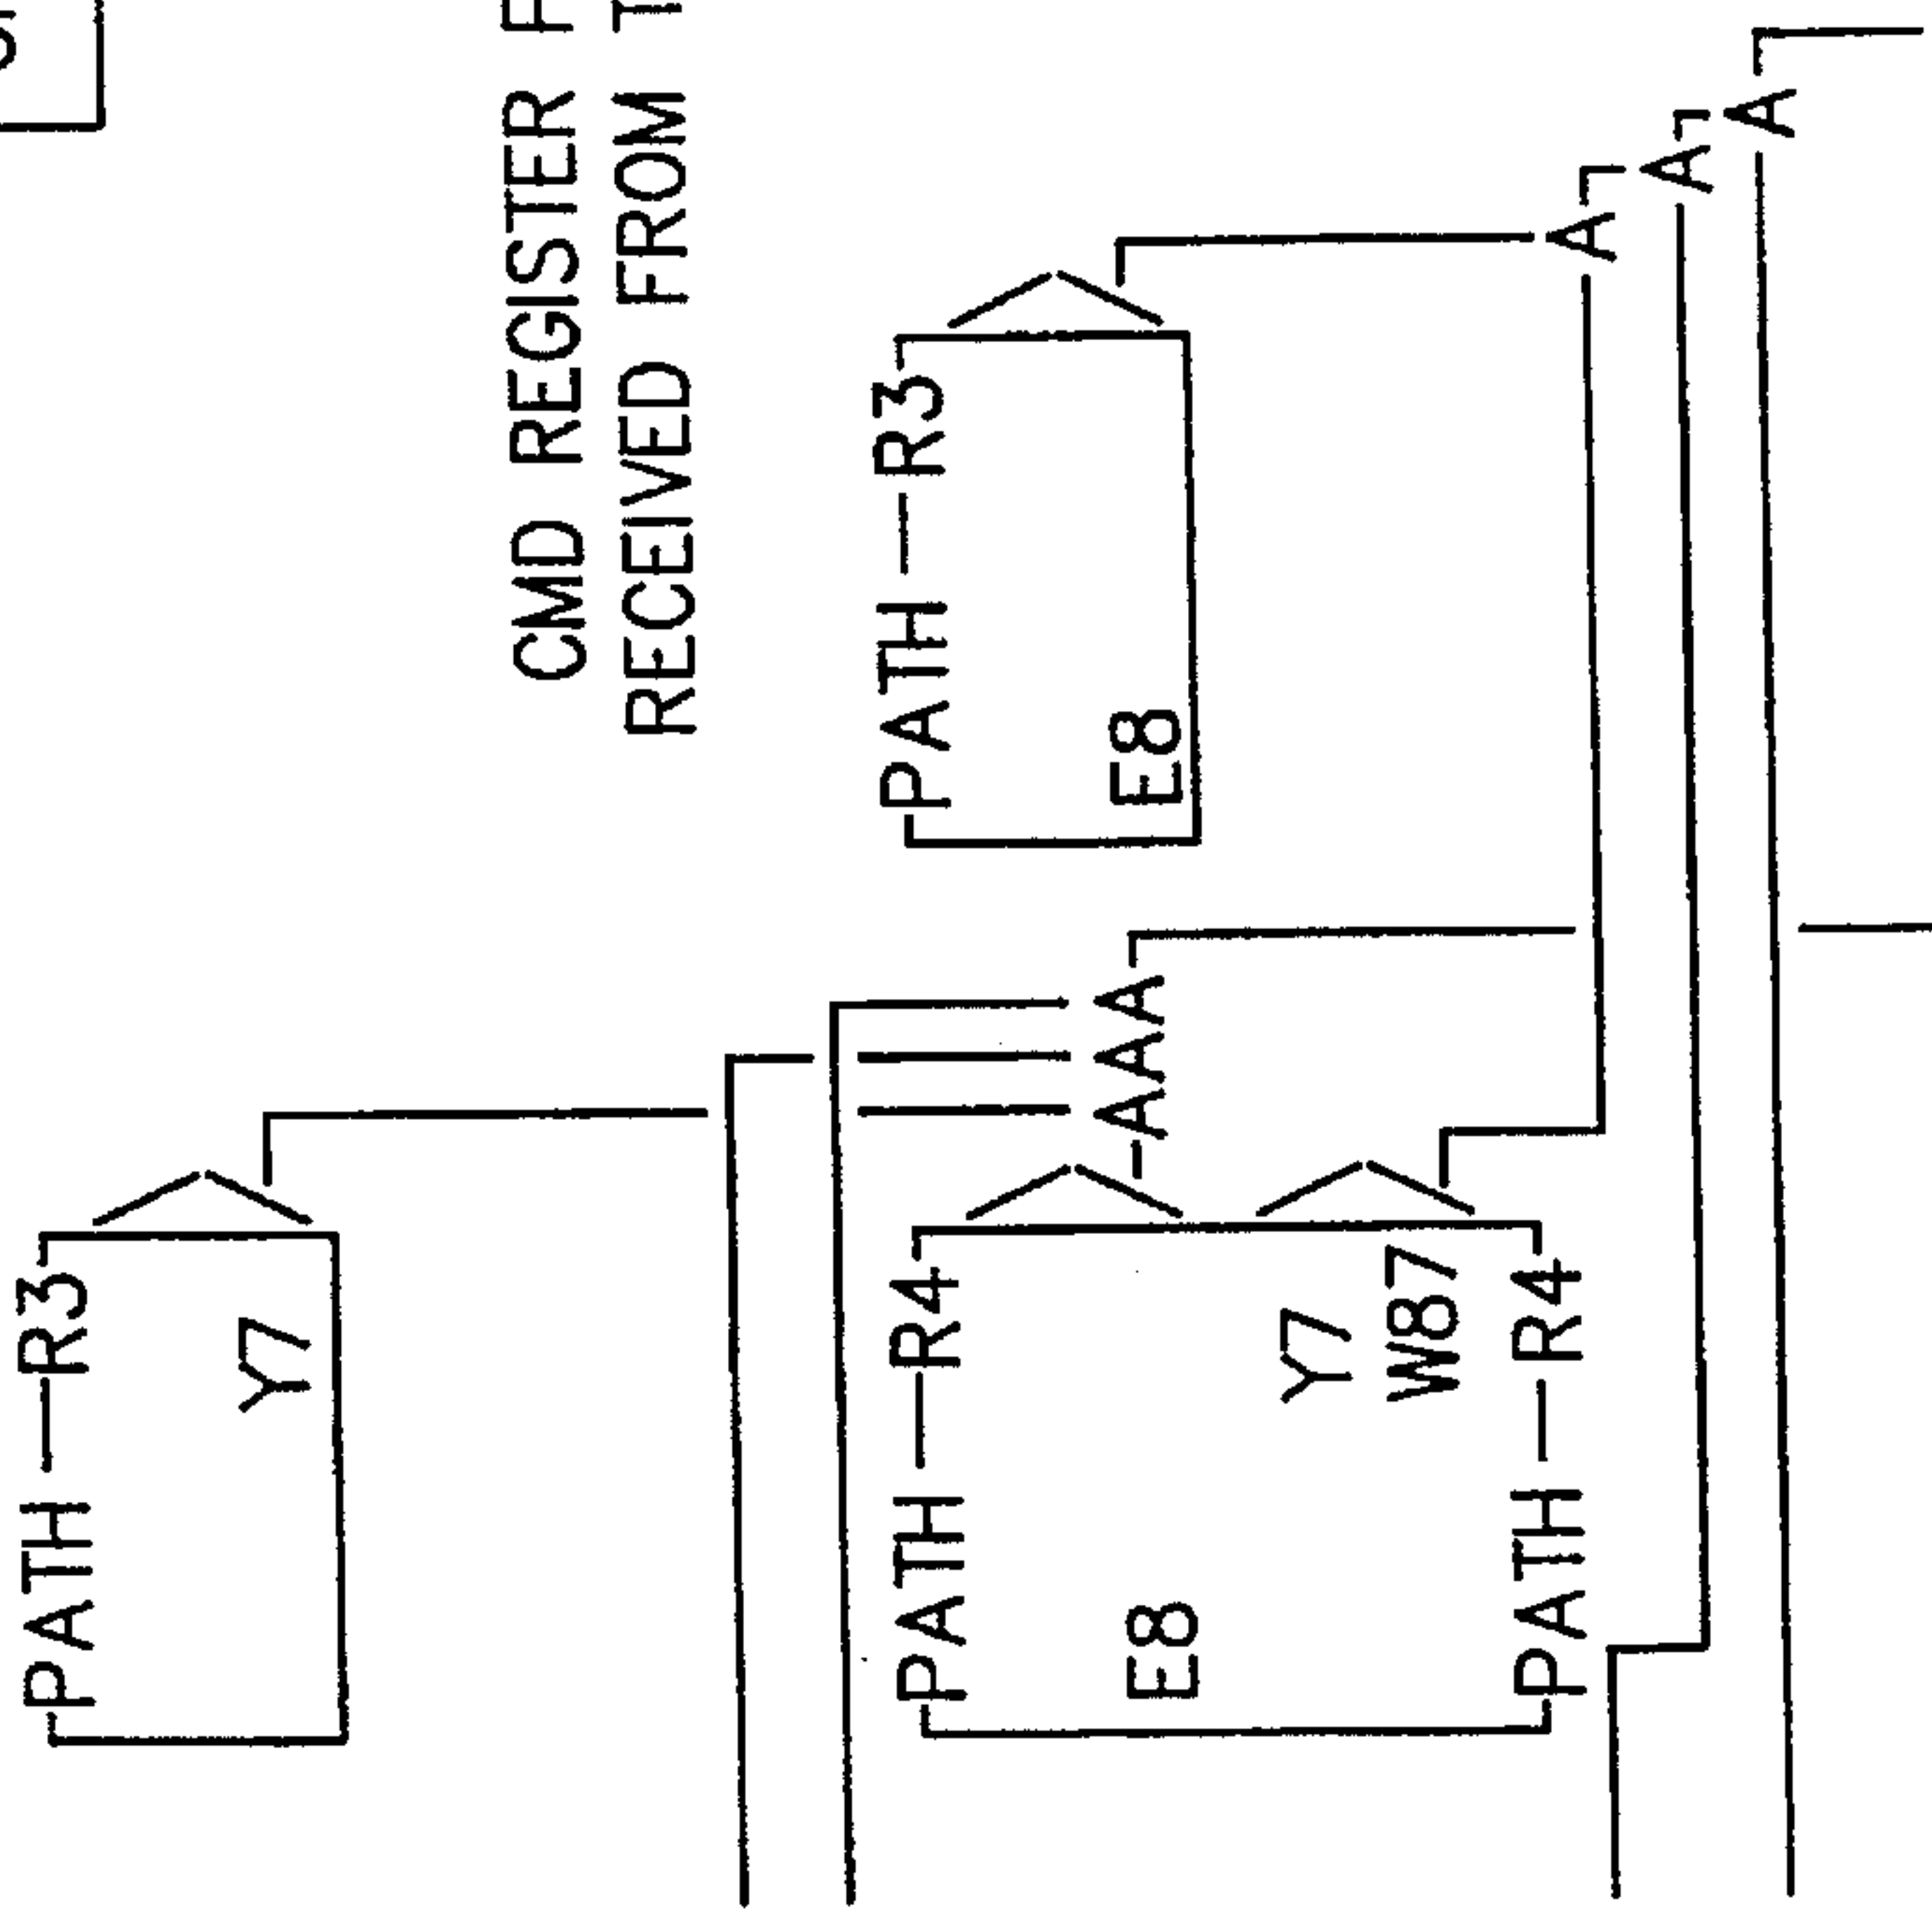 CMD REGISTER
RECEIVED FROM
PATH — R3
Y7
PATH — R3
E8
A
A
A
AAA
PATH — R4
E8
Y7
W87
PATH — R4